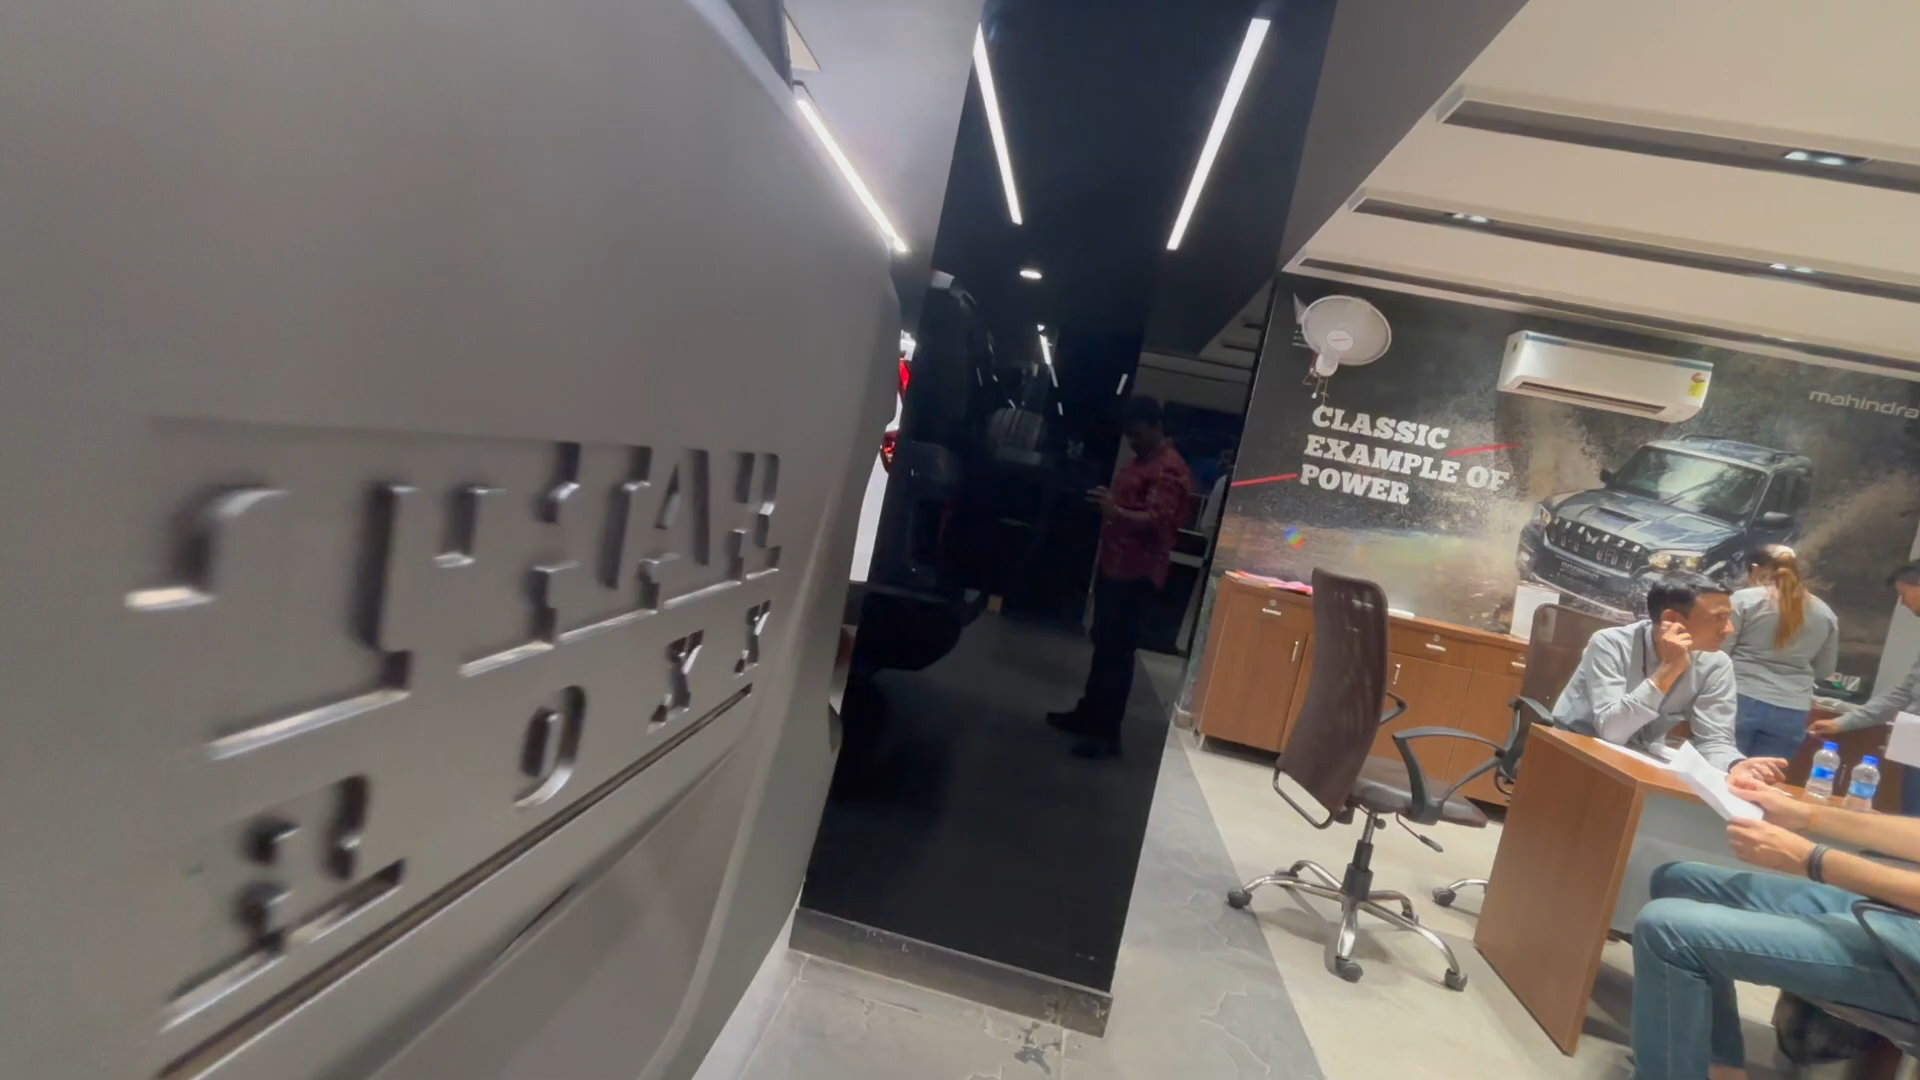 THAR
ROXX
CLASSIC
EXAMPLE OF
POWER
mahindra